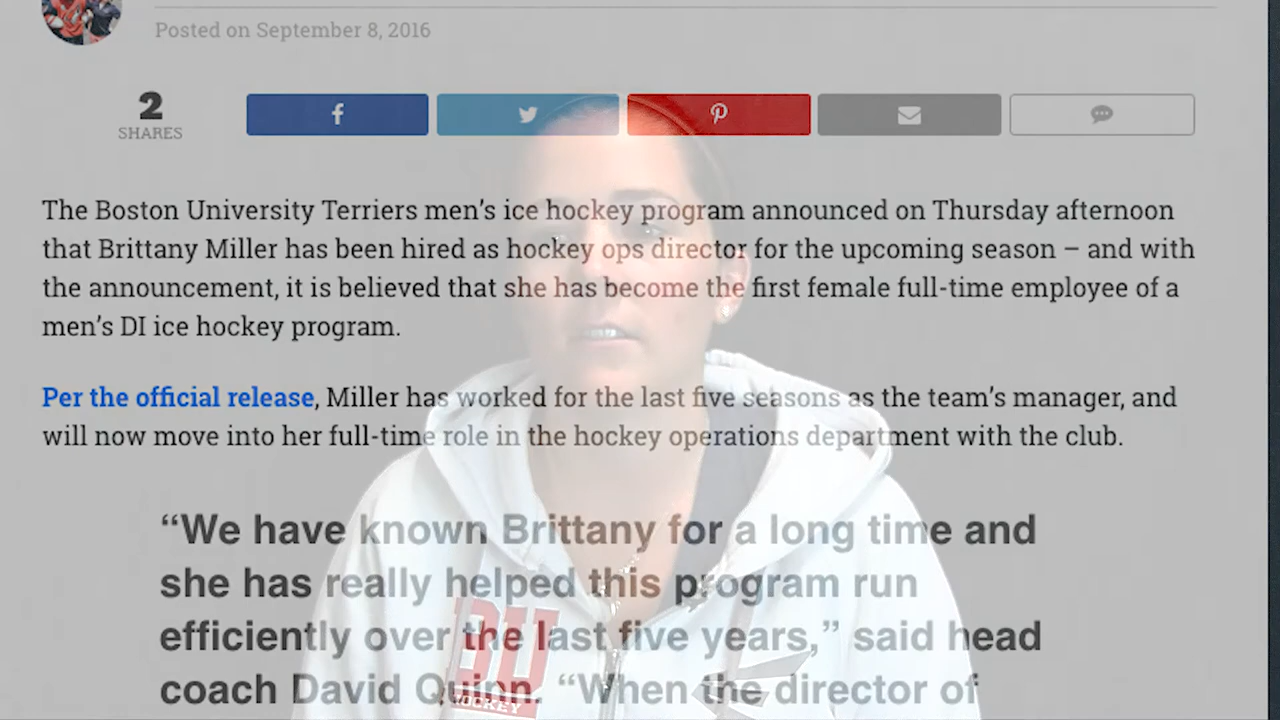 Posted on September 8, 2016
2
SHARES
The Boston University Terriers men's ice hockey program announced on Thursday afternoon
that Brittany Miller has been hired as hockey ops director for the upcoming season – and with
the announcement, it is believed that she has become the first female full-time employee of a
men's DI ice hockey program.
Per the official release, Miller has worked for the last five seasons as the team's manager, and
will now move into her full-time role in the hockey operations department with the club.
“We have known Brittany for a long time and
she has really helped this program run
efficiently over the last five years,” said head
coach David Quinn. “When the director of
BU
HOCKEY